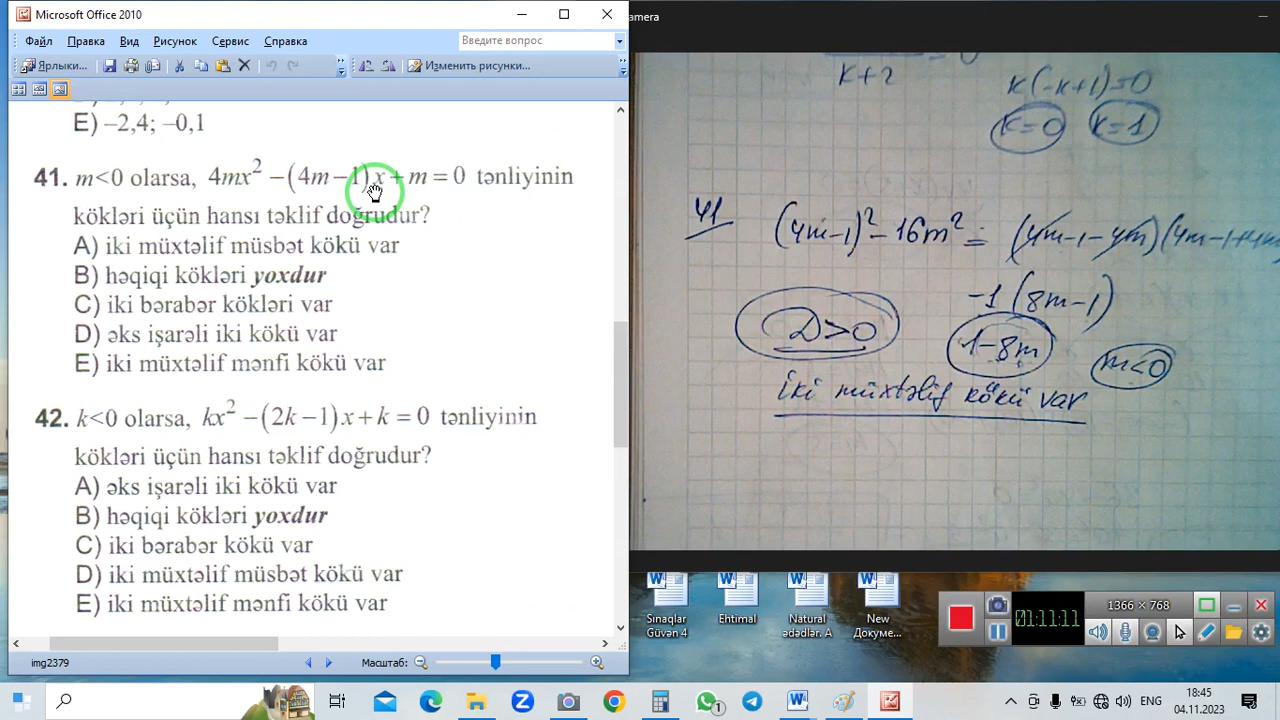 Microsoft Office 2010
Файл Правка Вид Рисунок Сервис Справка
Введите вопрос
Ярлыки...
Изменить рисунки...
E) –2,4; –0,1
41. m<0 olarsa, 4mx² –(4m–1)x+m=0 tənliyinin
kökləri üçün hansı təklif doğrudur?
A) iki müxtəlif müsbət kökü var
B) həqiqi kökləri yoxdur
C) iki bərabər kökləri var
D) əks işarəli iki kökü var
E) iki müxtəlif mənfi kökü var
42. k<0 olarsa, kx² –(2k–1)x+k=0 tənliyinin
kökləri üçün hansı təklif doğrudur?
A) əks işarəli iki kökü var
B) həqiqi kökləri yoxdur
C) iki bərabər kökü var
D) iki müxtəlif müsbət kökü var
E) iki müxtəlif mənfi kökü var
img2379
Масштаб:
amera
k+2
k(-k+1)=0
k=0 k=1
41 (4m-1)²-16m² = (4m-1-4m)(4m-1+4m
-1(8m-1)
D>0 1-8m m<0
iki müxtəlif kökü var
Sınaqlar Güvən 4
Ehtimal
Natural ədədlər. A
New Докуме...
1366 × 768
01:11:11
1
ENG
18:45
04.11.2023